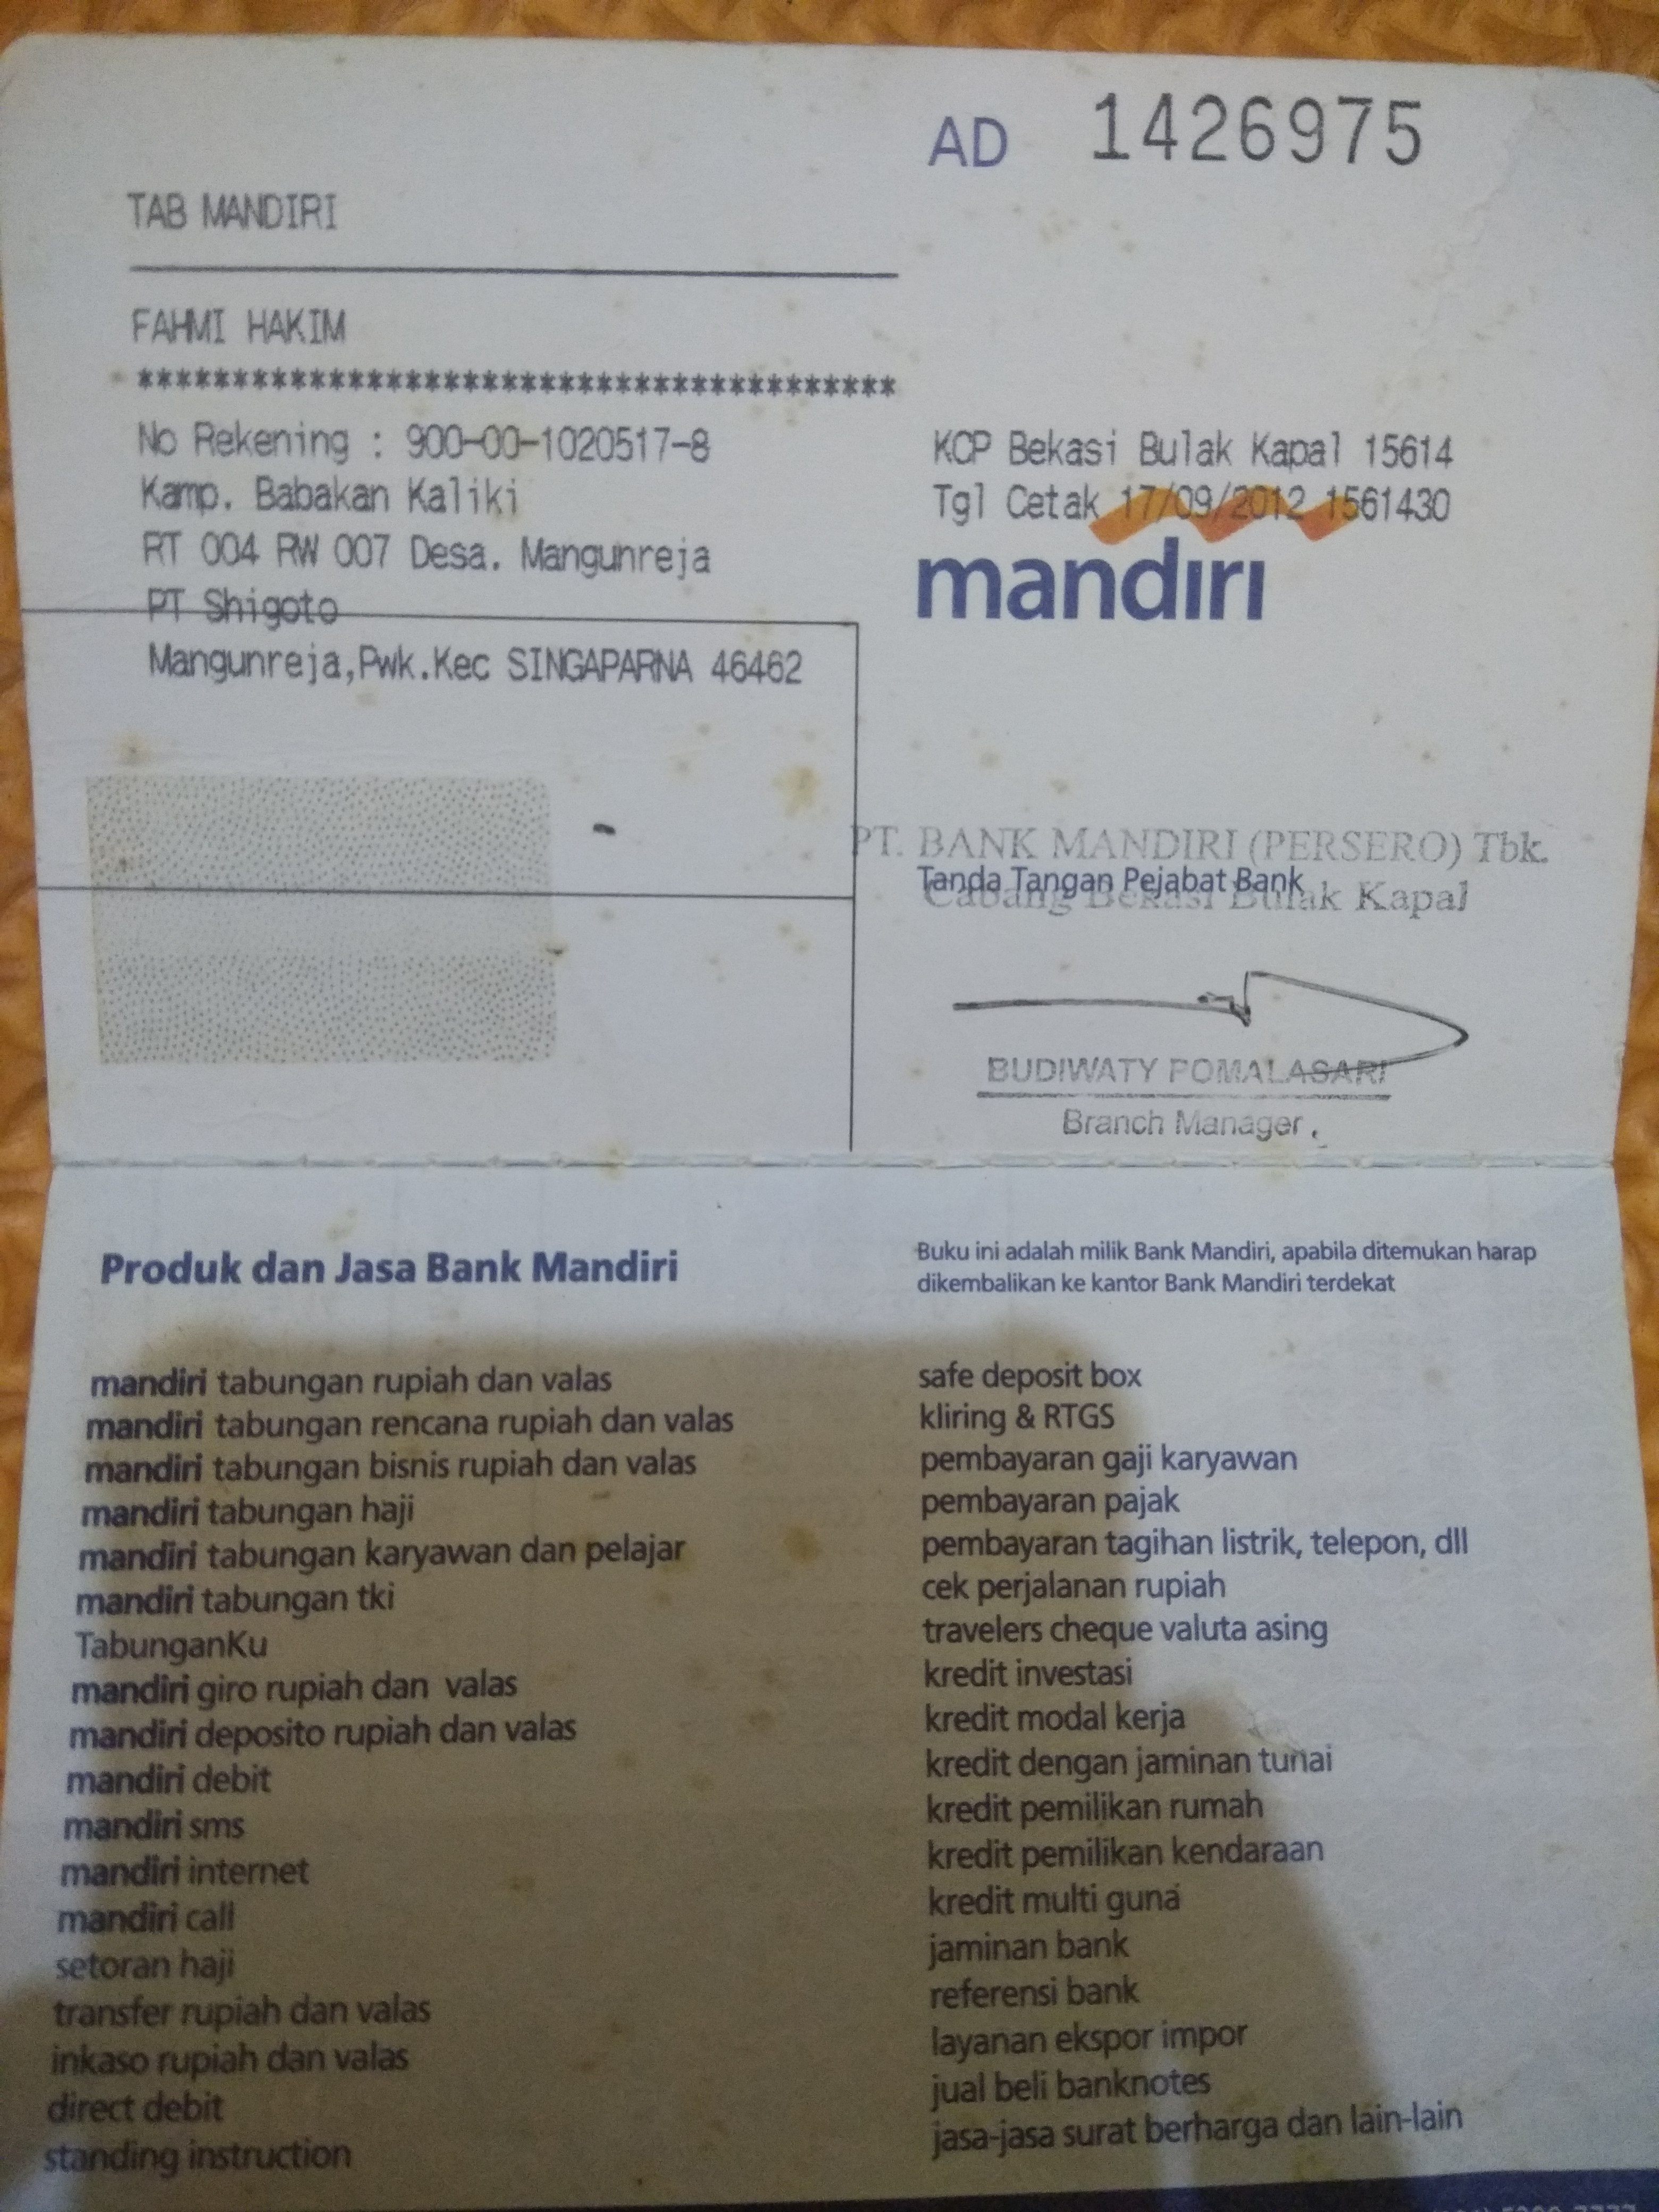 AD 1426975
TAB MANDIRI
FAHMI HAKIM
****************************************
No Rekening : 900-00-1020517-8
Kamp. Babakan Kaliki
RT 004 RW 007 Desa. Mangunreja
PT Shigoto
Mangunreja,Pwk.Kec SINGAPARNA 46462
KCP Bekasi Bulak Kapal 15614
Tgl Cetak 17/09/2012 1561430
mandiri
PT. BANK MANDIRI (PERSERO) Tbk.
Tanda Tangan Pejabat Bank
Cabang Bekasi Bulak Kapal
BUDIWATY POMALASARI
Branch Manager
Produk dan Jasa Bank Mandiri
mandiri tabungan rupiah dan valas
mandiri tabungan rencana rupiah dan valas
mandiri tabungan bisnis rupiah dan valas
mandiri tabungan haji
mandiri tabungan karyawan dan pelajar
mandiri tabungan tki
TabunganKu
mandiri giro rupiah dan valas
mandiri deposito rupiah dan valas
mandiri debit
mandiri sms
mandiri internet
mandiri call
setoran haji
transfer rupiah dan valas
inkaso rupiah dan valas
direct debit
standing instruction
Buku ini adalah milik Bank Mandiri, apabila ditemukan harap
dikembalikan ke kantor Bank Mandiri terdekat
safe deposit box
kliring & RTGS
pembayaran gaji karyawan
pembayaran pajak
pembayaran tagihan listrik, telepon, dll
cek perjalanan rupiah
travelers cheque valuta asing
kredit investasi
kredit modal kerja
kredit dengan jaminan tunai
kredit pemilikan rumah
kredit pemilikan kendaraan
kredit multi guna
jaminan bank
referensi bank
layanan ekspor impor
jual beli banknotes
jasa-jasa surat berharga dan lain-lain